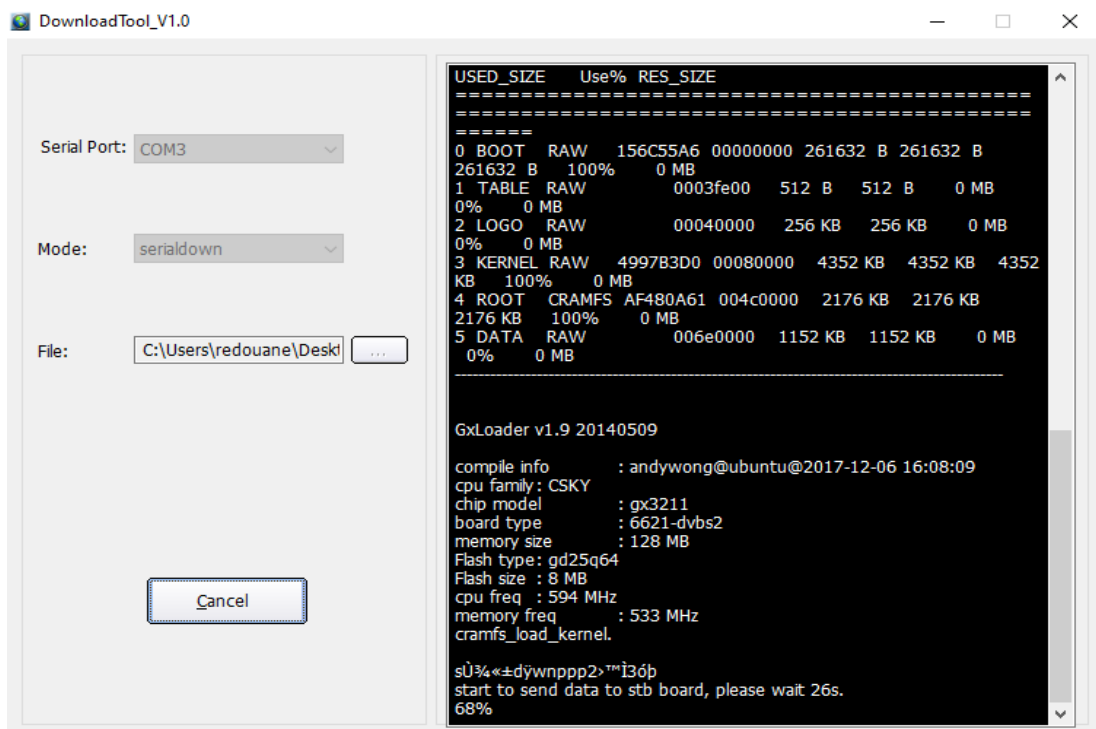 DownloadTool_V1.0
Serial Port: COM3
Mode: serialdown
File: C:\Users\redouane\Deskt ...
Cancel
USED_SIZE Use% RES_SIZE
============================================
============================================
======
0 BOOT RAW 156C55A6 00000000 261632 B 261632 B
261632 B 100% 0 MB
1 TABLE RAW 0003fe00 512 B 512 B 0 MB
0% 0 MB
2 LOGO RAW 00040000 256 KB 256 KB 0 MB
0% 0 MB
3 KERNEL RAW 4997B3D0 00080000 4352 KB 4352 KB 4352
KB 100% 0 MB
4 ROOT CRAMFS AF480A61 004c0000 2176 KB 2176 KB
2176 KB 100% 0 MB
5 DATA RAW 006e0000 1152 KB 1152 KB 0 MB
0% 0 MB
--------------------------------------------------------------------------------
GxLoader v1.9 20140509
compile info : andywong@ubuntu@2017-12-06 16:08:09
cpu family : CSKY
chip model : gx3211
board type : 6621-dvbs2
memory size : 128 MB
Flash type : gd25q64
Flash size : 8 MB
cpu freq : 594 MHz
memory freq : 533 MHz
cramfs_load_kernel.
sÙ¾«±dÿwnppp2›™Ì3óþ
start to send data to stb board, please wait 26s.
68%